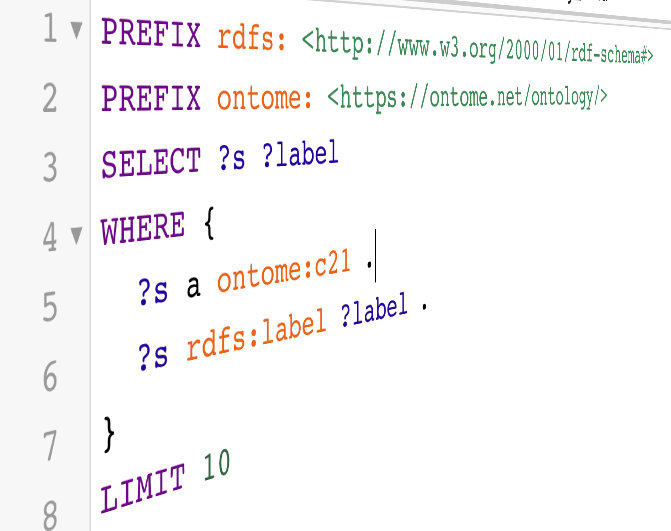 1 PREFIX rdfs: <http://www.w3.org/2000/01/rdf-schema#>
2 PREFIX ontome: <https://ontome.net/ontology/>
3 SELECT ?s ?label
4 WHERE {
5 ?s a ontome:c21 .
6 ?s rdfs:label ?label .
7 }
8 LIMIT 10